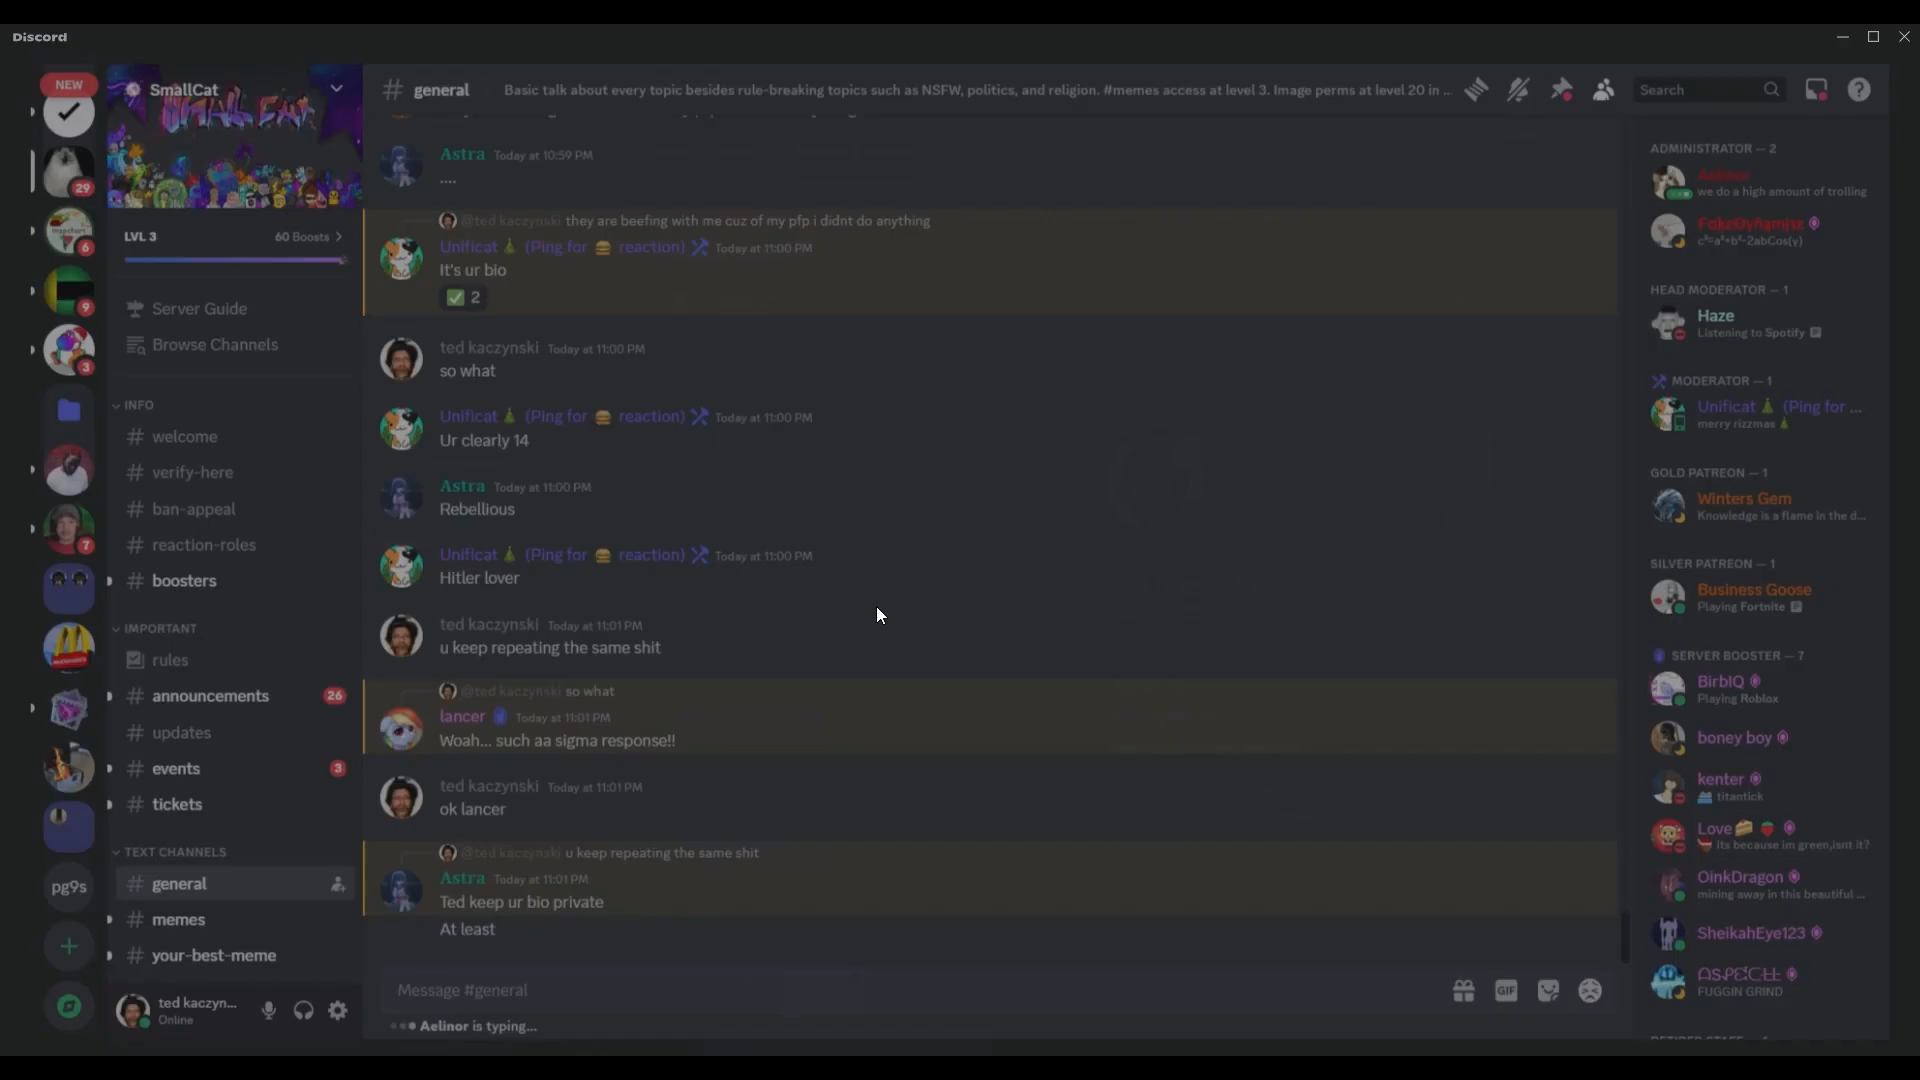 Discord
NEW
SmallCat
# general
Basic talk about every topic besides rule-breaking topics such as NSFW, politics, and religion. #memes access at level 3. Image perms at level 20 in ...
Search
29
6
9
3
7
pg9s
LVL 3
60 Boosts
Server Guide
Browse Channels
INFO
# welcome
# verify-here
# ban-appeal
# reaction-roles
# boosters
IMPORTANT
rules
# announcements 26
# updates
# events 3
# tickets
TEXT CHANNELS
# general
# memes
# your-best-meme
ted kaczyn...
Online
Astra Today at 10:59 PM
....
@ted kaczynski they are beefing with me cuz of my pfp i didnt do anything
Unificat 🎄 (Ping for 🍔 reaction) Today at 11:00 PM
It's ur bio
✅ 2
ted kaczynski Today at 11:00 PM
so what
Unificat 🎄 (Ping for 🍔 reaction) Today at 11:00 PM
Ur clearly 14
Astra Today at 11:00 PM
Rebellious
Unificat 🎄 (Ping for 🍔 reaction) Today at 11:00 PM
Hitler lover
ted kaczynski Today at 11:01 PM
u keep repeating the same shit
@ted kaczynski so what
lancer Today at 11:01 PM
Woah... such aa sigma response!!
ted kaczynski Today at 11:01 PM
ok lancer
@ted kaczynski u keep repeating the same shit
Astra Today at 11:01 PM
Ted keep ur bio private
At least
Message #general
GIF
Aelinor is typing...
ADMINISTRATOR — 2
Aelinor
we do a high amount of trolling
c²=a²+b²-2abCos(γ)
HEAD MODERATOR — 1
Haze
Listening to Spotify
MODERATOR — 1
Unificat 🎄 (Ping for ...
merry rizzmas 🎄
GOLD PATREON — 1
Winters Gem
Knowledge is a flame in the d...
SILVER PATREON — 1
Business Goose
Playing Fortnite
SERVER BOOSTER — 7
BirbIQ
Playing Roblox
boney boy
kenter
titantick
Love 🍰 🍓
Its because im green,isnt it?
OinkDragon
mining away in this beautiful ...
SheikahEye123
FUGGIN GRIND